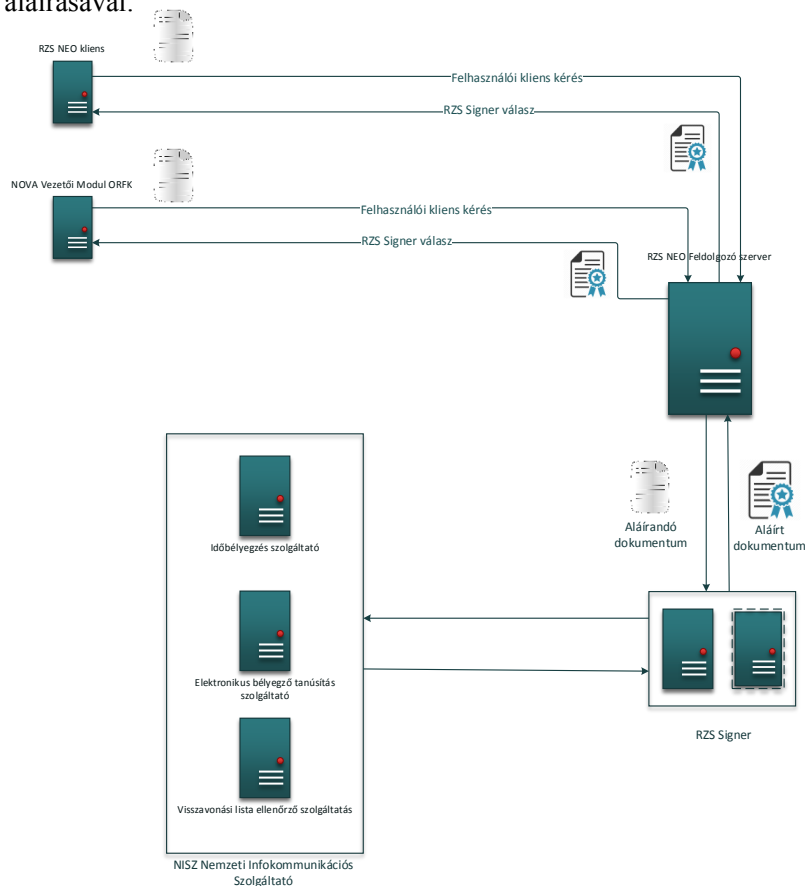 aláírásával.
RZS NEO kliens
Felhasználói kliens kérés
RZS Signer válasz
NOVA Vezetői Modul ORFK
Felhasználói kliens kérés
RZS Signer válasz
RZS NEO Feldolgozó szerver
Aláírandó
dokumentum
Aláírt
dokumentum
Időbélyegzés szolgáltató
Elektronikus bélyegző tanúsítás
szolgáltató
Visszavonási lista ellenőrző szolgáltatás
RZS Signer
NISZ Nemzeti Infokommunikációs
Szolgáltató